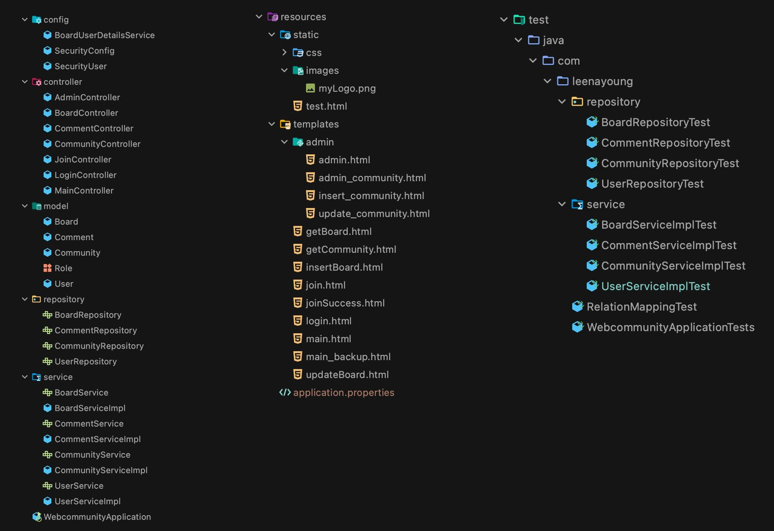 config
BoardUserDetailsService
SecurityConfig
SecurityUser
controller
AdminController
BoardController
CommentController
CommunityController
JoinController
LoginController
MainController
model
Board
Comment
Community
Role
User
repository
BoardRepository
CommentRepository
CommunityRepository
UserRepository
service
BoardService
BoardServiceImpl
CommentService
CommentServiceImpl
CommunityService
CommunityServiceImpl
UserService
UserServiceImpl
WebcommunityApplication
resources
static
css
images
myLogo.png
test.html
templates
admin
admin.html
admin_community.html
insert_community.html
update_community.html
getBoard.html
getCommunity.html
insertBoard.html
join.html
joinSuccess.html
login.html
main.html
main_backup.html
updateBoard.html
application.properties
test
java
com
leenayoung
repository
BoardRepositoryTest
CommentRepositoryTest
CommunityRepositoryTest
UserRepositoryTest
service
BoardServiceImplTest
CommentServiceImplTest
CommunityServiceImplTest
UserServiceImplTest
RelationMappingTest
WebcommunityApplicationTests